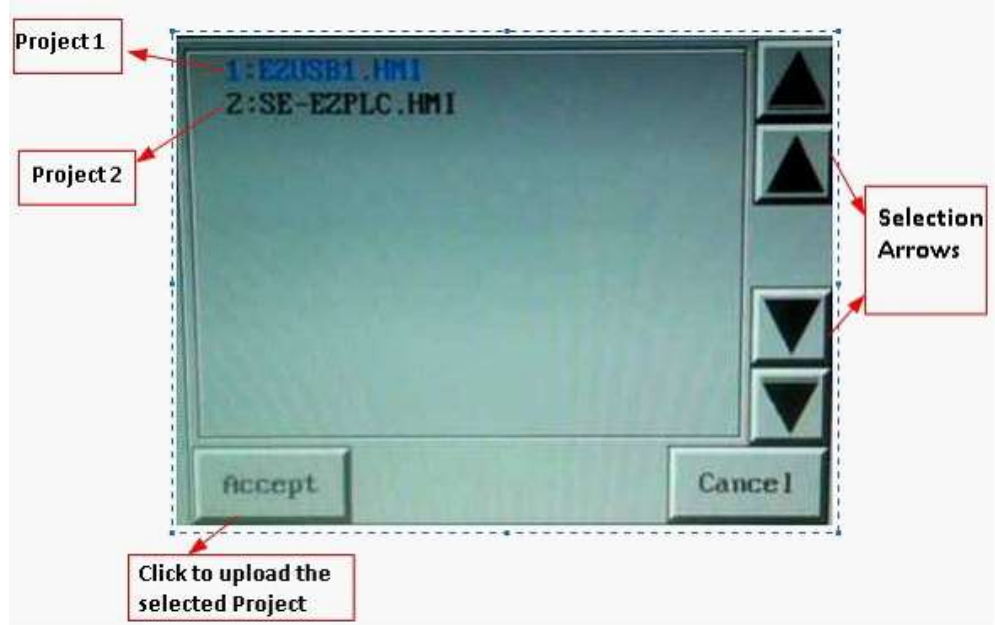 Project 1
1:EZUSB1.HMI
2:SE-EZPLC.HMI
Project 2
Selection
Arrows
Accept
Cancel
Click to upload the
selected Project